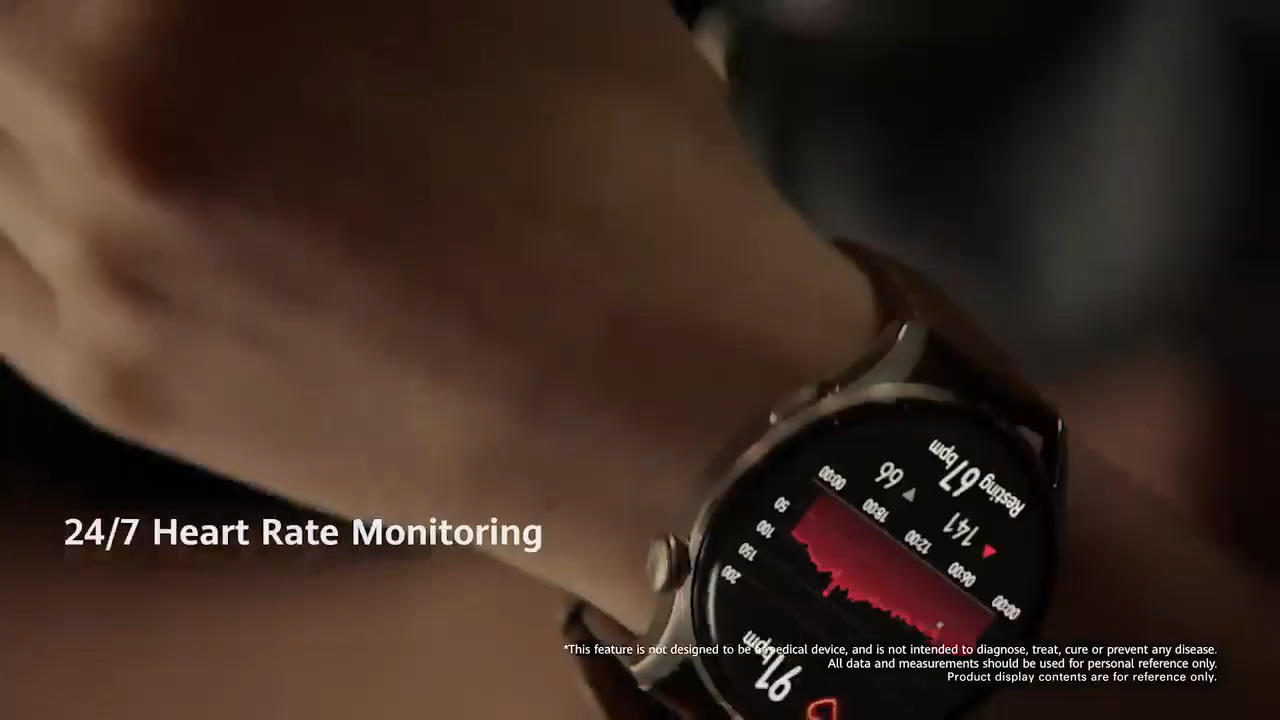 24/7 Heart Rate Monitoring
91 bpm
200
150
100
50
00:00
06:00
12:00
18:00
00:00
141
66
Resting 67 bpm
*This feature is not designed to be a medical device, and is not intended to diagnose, treat, cure or prevent any disease.
All data and measurements should be used for personal reference only.
Product display contents are for reference only.